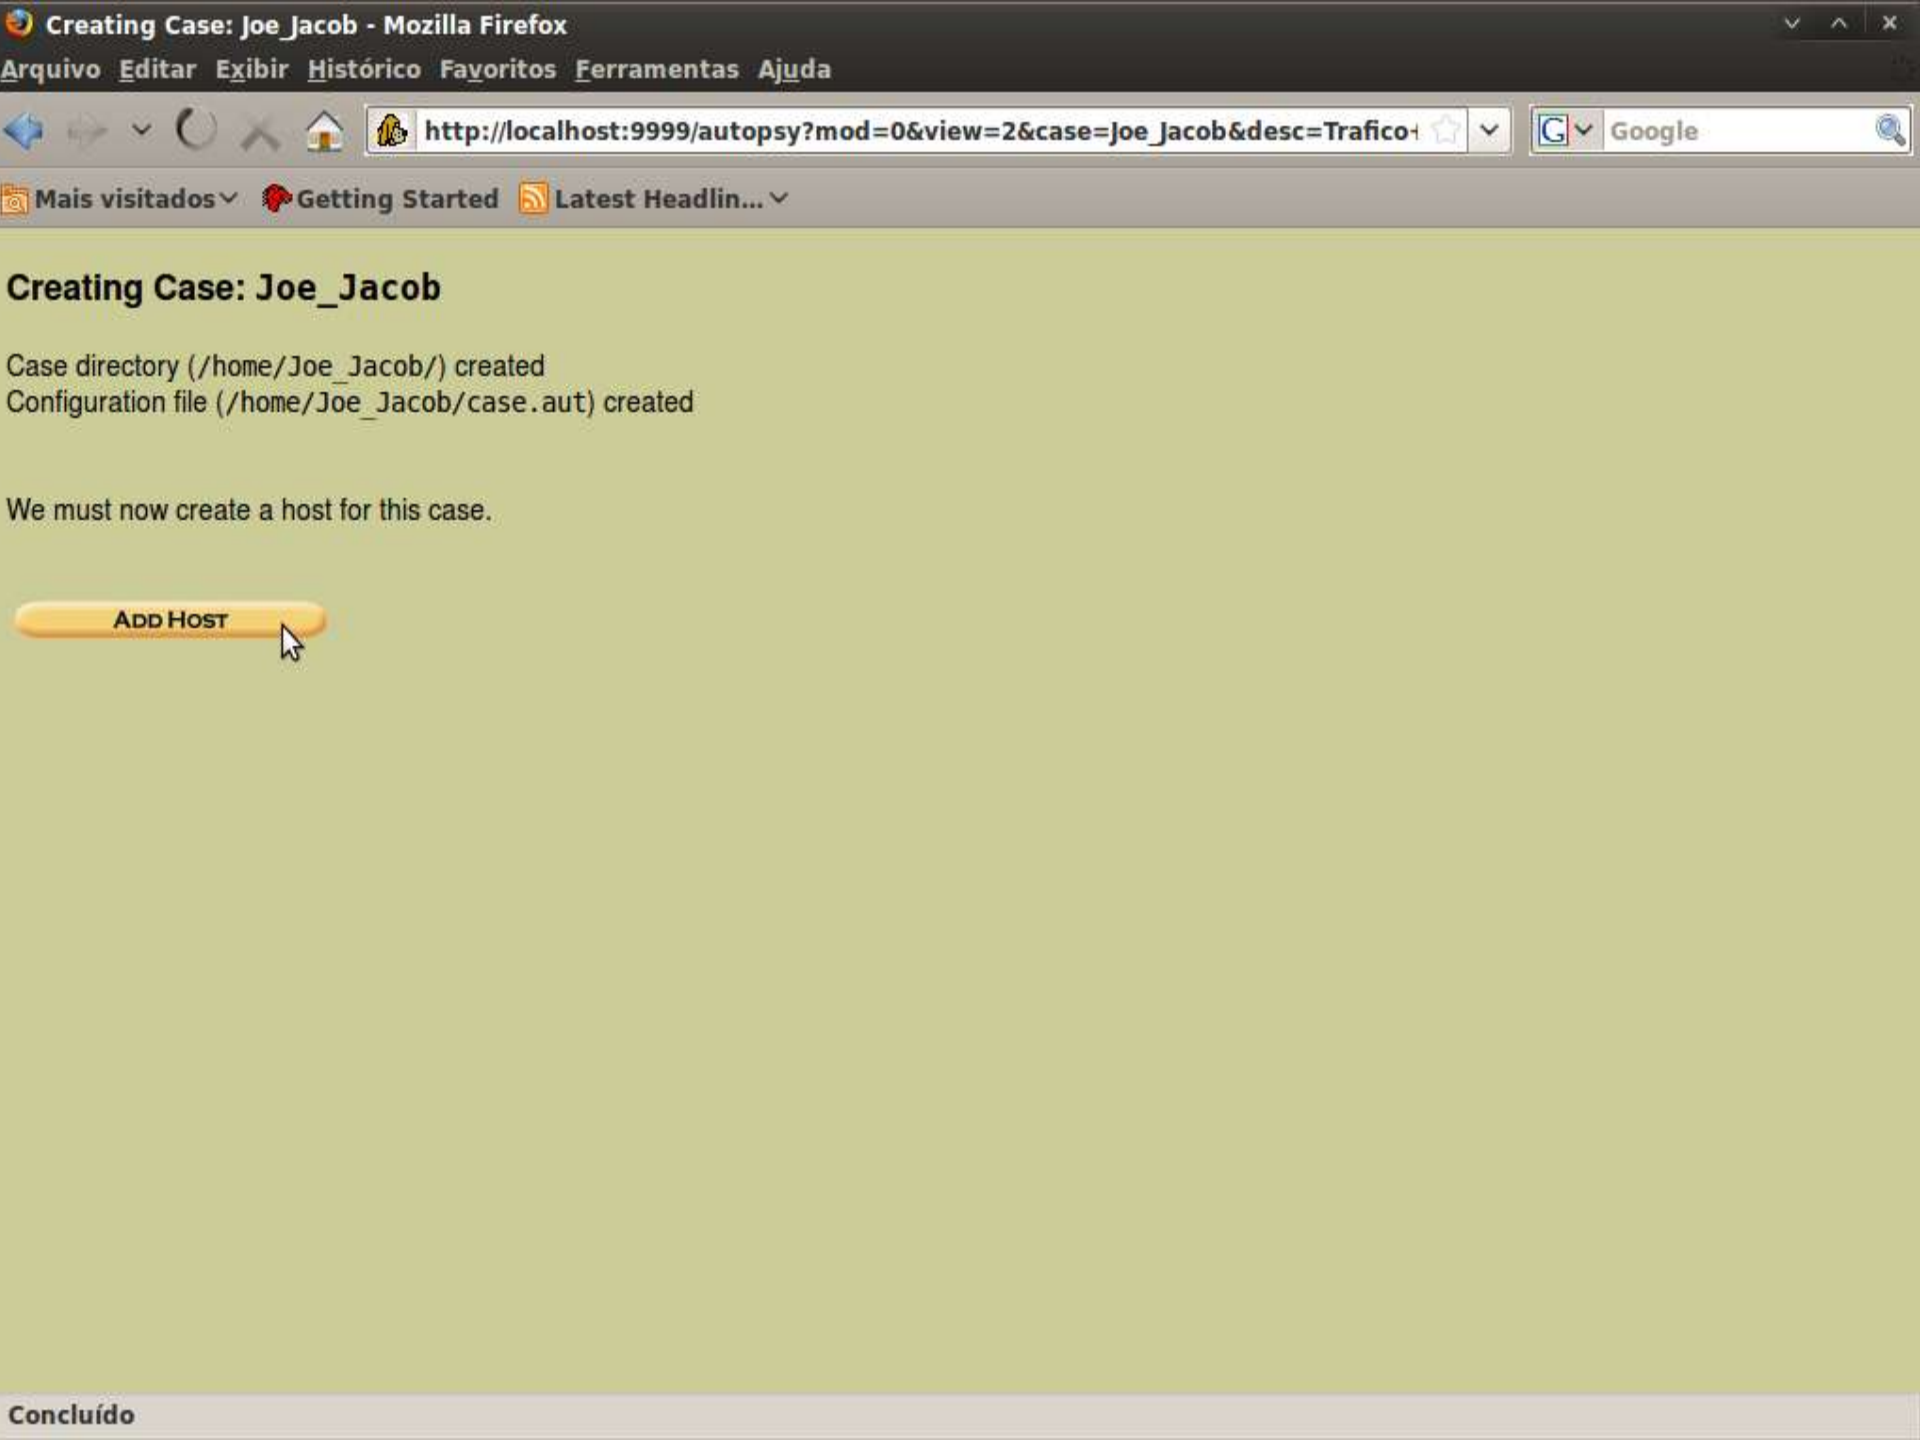 Creating Case: Joe_Jacob - Mozilla Firefox
Arquivo Editar Exibir Histórico Favoritos Ferramentas Ajuda
http://localhost:9999/autopsy?mod=0&view=2&case=Joe_Jacob&desc=Trafico+ Google
Mais visitados Getting Started Latest Headlin...
Creating Case: Joe_Jacob
Case directory (/home/Joe_Jacob/) created
Configuration file (/home/Joe_Jacob/case.aut) created
We must now create a host for this case.
ADD HOST
Concluído